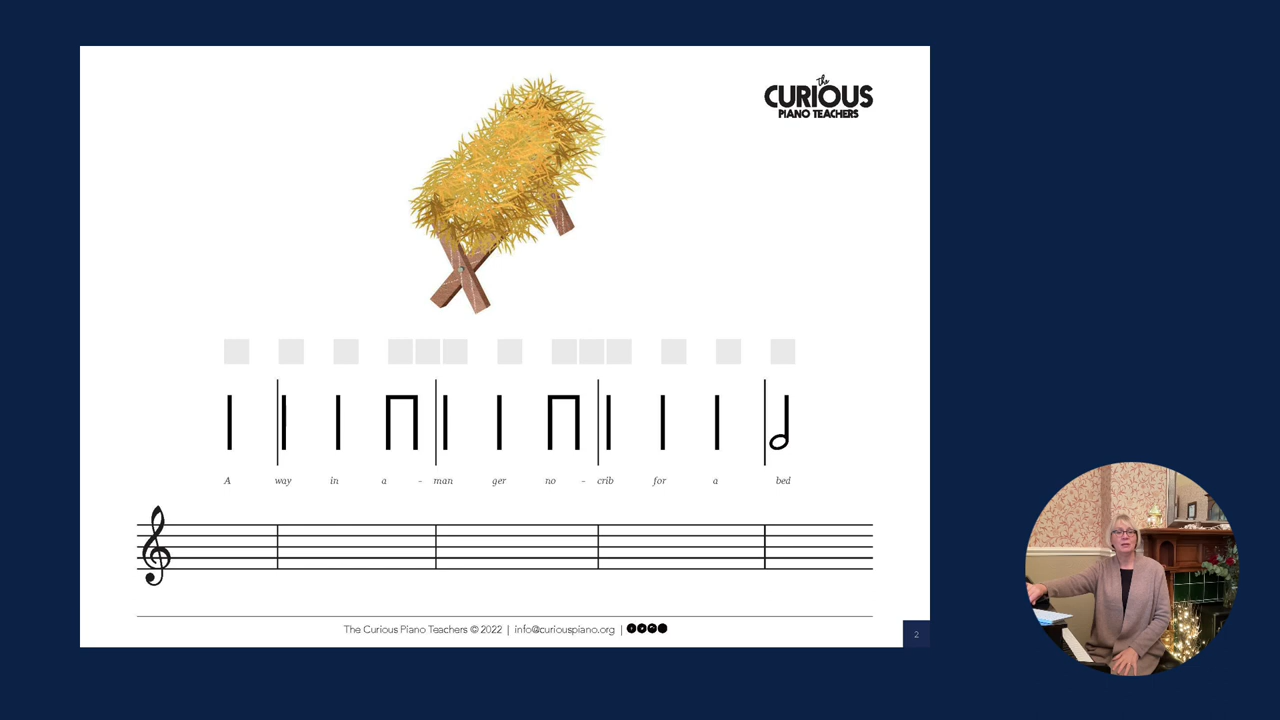 The
CURIOUS
PIANO TEACHERS
A way in a - man ger no - crib for a bed
The Curious Piano Teachers © 2022 | info@curiouspiano.org |
2